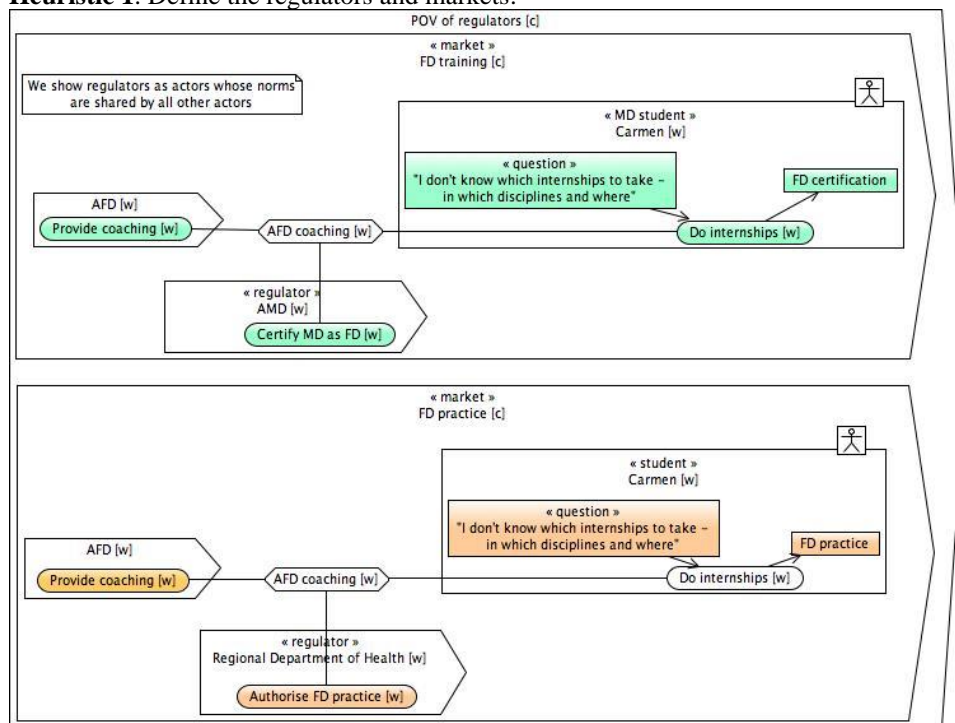 Heuristic 1. Define the regulators and markets.
POV of regulators [c]
« market »
FD training [c]
We show regulators as actors whose norms
are shared by all other actors
« MD student »
Carmen [w]
« question »
"I don't know which internships to take –
in which disciplines and where"
FD certification
AFD [w]
Provide coaching [w]
AFD coaching [w]
Do internships [w]
« regulator »
AMD [w]
Certify MD as FD [w]
« market »
FD practice [c]
« student »
Carmen [w]
« question »
"I don't know which internships to take –
in which disciplines and where"
FD practice
AFD [w]
Provide coaching [w]
AFD coaching [w]
Do internships [w]
« regulator »
Regional Department of Health [w]
Authorise FD practice [w]